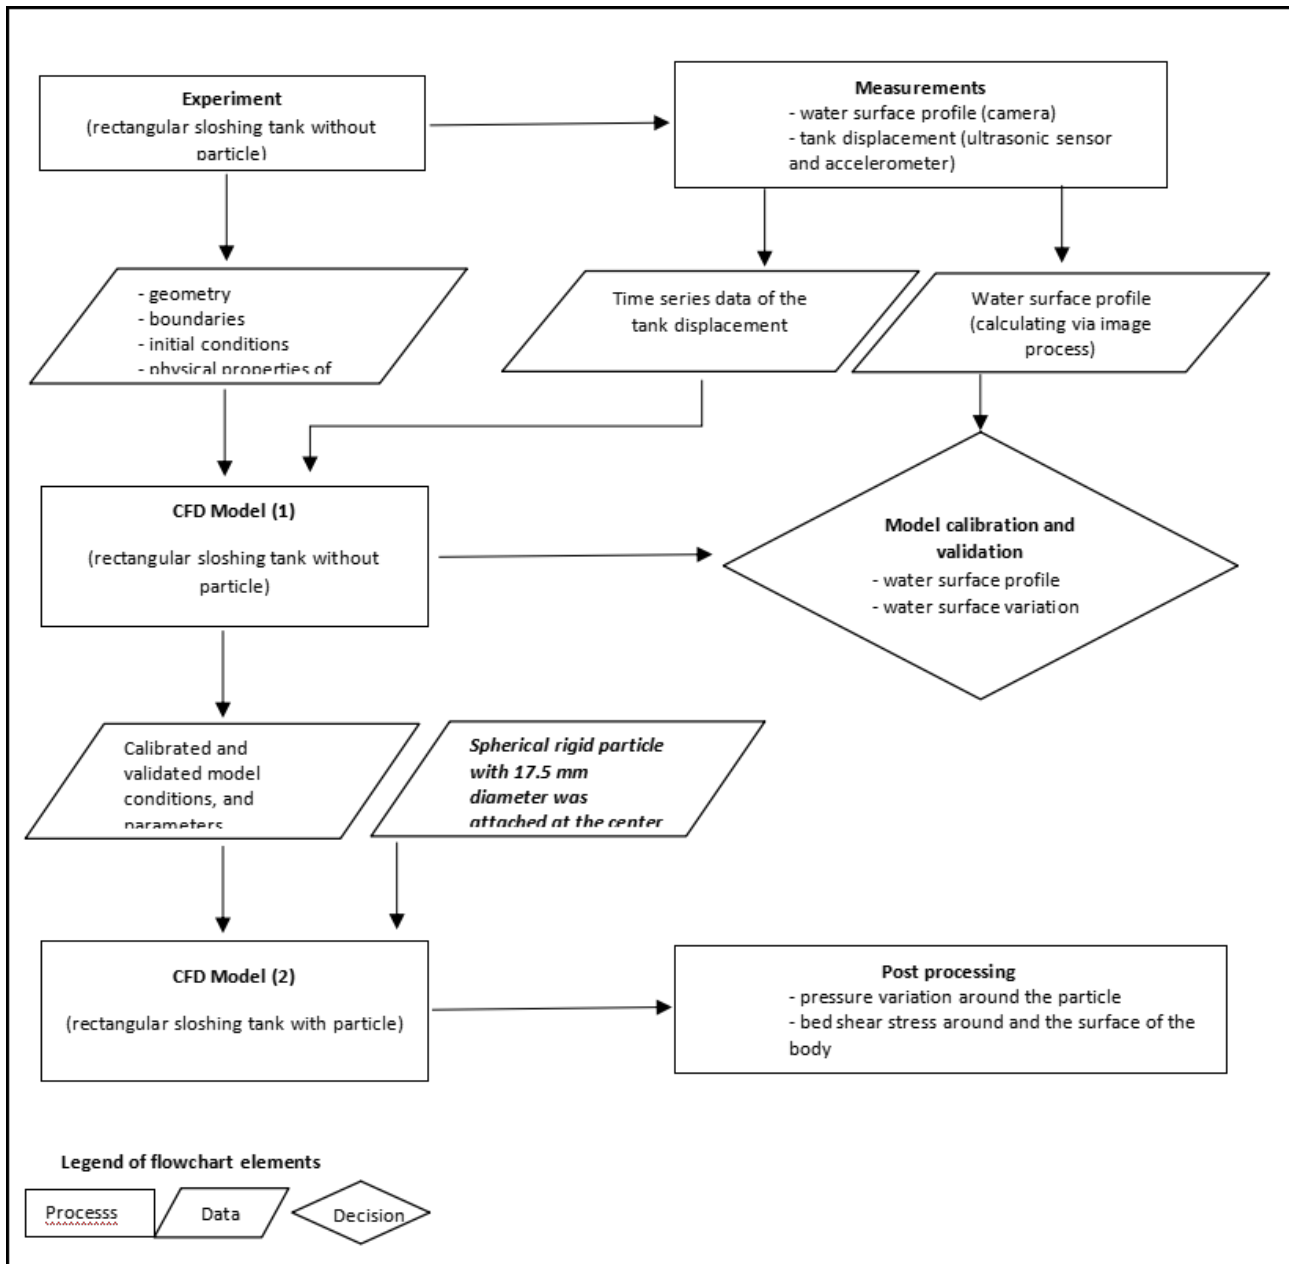 Experiment
(rectangular sloshing tank without
particle)
Measurements
- water surface profile (camera)
- tank displacement (ultrasonic sensor
and accelerometer)
- geometry
- boundaries
- initial conditions
- physical properties of
Time series data of the
tank displacement
Water surface profile
(calculating via image
process)
CFD Model (1)
(rectangular sloshing tank without
particle)
Model calibration and
validation
- water surface profile
- water surface variation
Calibrated and
validated model
conditions, and
parameters
Spherical rigid particle
with 17.5 mm
diameter was
attached at the center
CFD Model (2)
(rectangular sloshing tank with particle)
Post processing
- pressure variation around the particle
- bed shear stress around and the surface of the
body
Legend of flowchart elements
Processs
Data
Decision